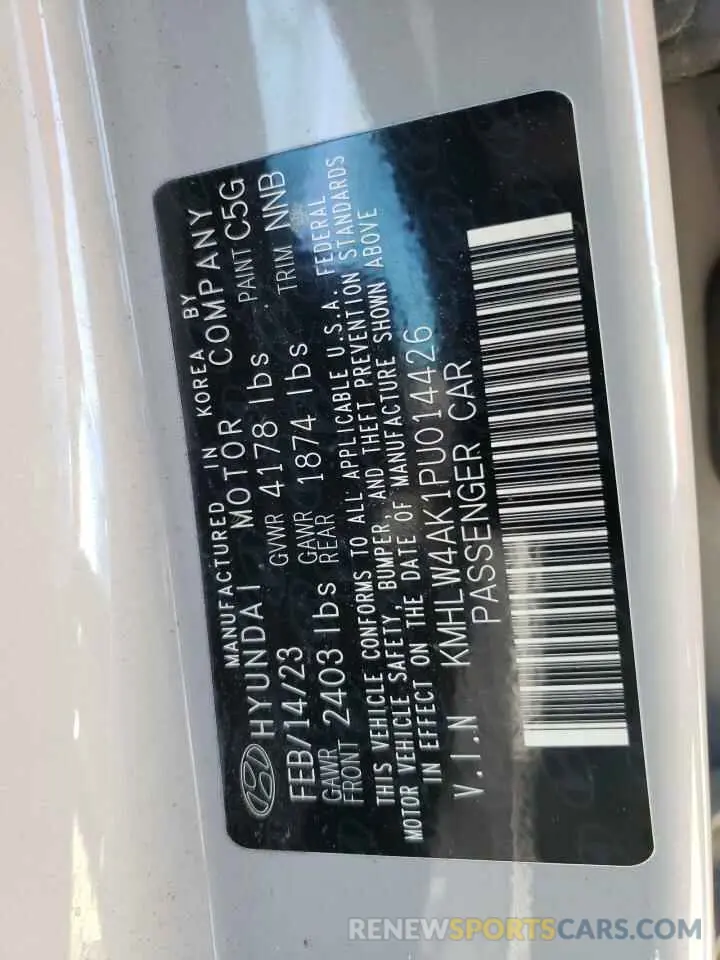 MANUFACTURED IN KOREA BY
HYUNDAI MOTOR COMPANY
FEB/14/23 GVWR 4178 lbs PAINT C5G
GAWR FRONT 2403 lbs GAWR REAR 1874 lbs TRIM NNB
THIS VEHICLE CONFORMS TO ALL APPLICABLE U.S.A. FEDERAL
MOTOR VEHICLE SAFETY, BUMPER, AND THEFT PREVENTION STANDARDS
IN EFFECT ON THE DATE OF MANUFACTURE SHOWN ABOVE
V.I.N KMHLW4AK1PU014426
PASSENGER CAR
RENEWSPORTSCARS.COM